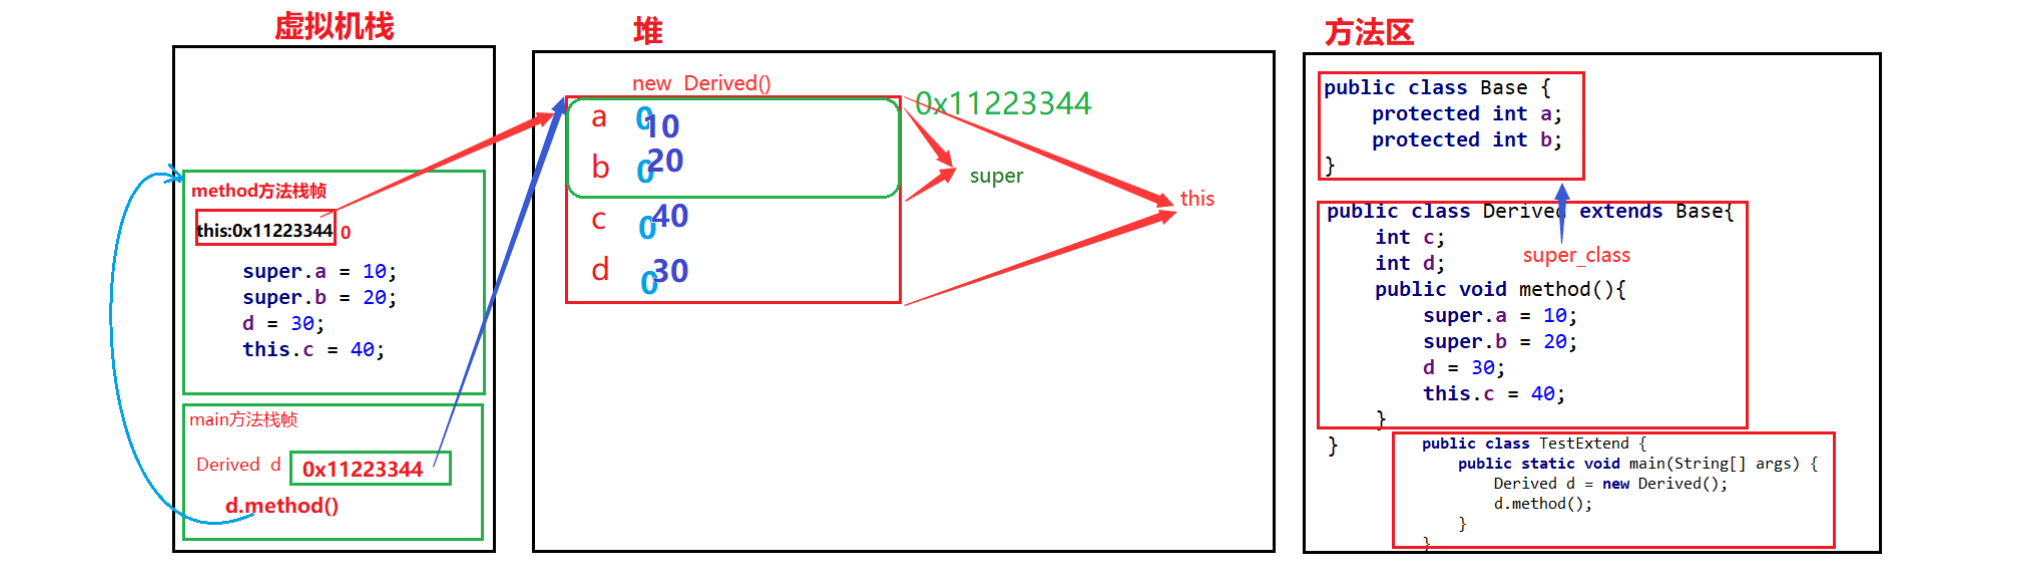 虚拟机栈
method方法栈帧
this:0x11223344 0
super.a = 10;
super.b = 20;
d = 30;
this.c = 40;
main方法栈帧
Derived d 0x11223344
d.method()
堆
new Derived()
0x11223344
a 0 10
b 0 20
c 0 40
d 0 30
super
this
方法区
public class Base {
protected int a;
protected int b;
}
public class Derived extends Base{
int c;
int d;
super_class
public void method(){
super.a = 10;
super.b = 20;
d = 30;
this.c = 40;
}
}
public class TestExtend {
public static void main(String[] args) {
Derived d = new Derived();
d.method();
}
}